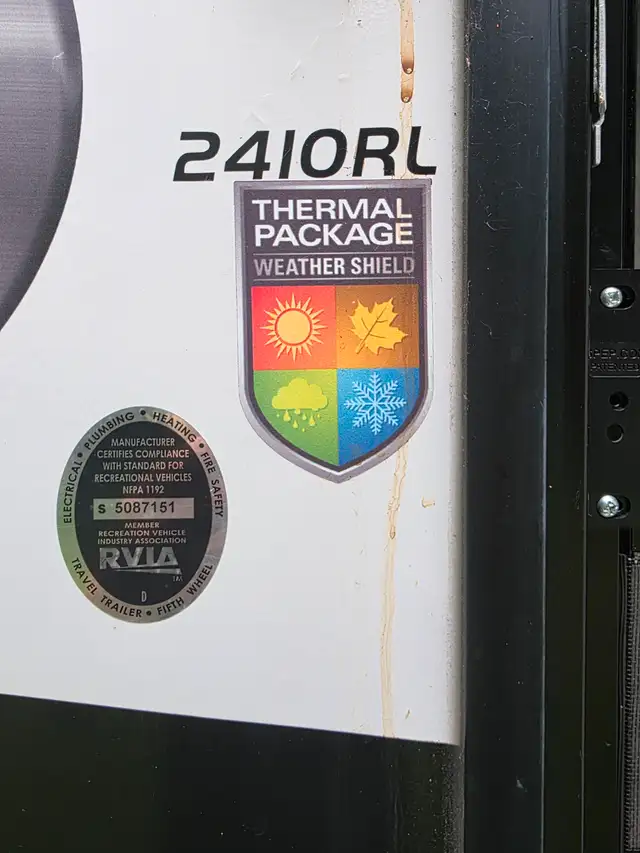 2410RL
THERMAL
PACKAGE
WEATHER SHIELD
ELECTRICAL • PLUMBING • HEATING • FIRE SAFETY
MANUFACTURER
CERTIFIES COMPLIANCE
WITH STANDARD FOR
RECREATIONAL VEHICLES
NFPA 1192
S 5087151
MEMBER
RECREATION VEHICLE
INDUSTRY ASSOCIATION
RVIA
D
TRAVEL TRAILER • FIFTH WHEEL
PATENTED